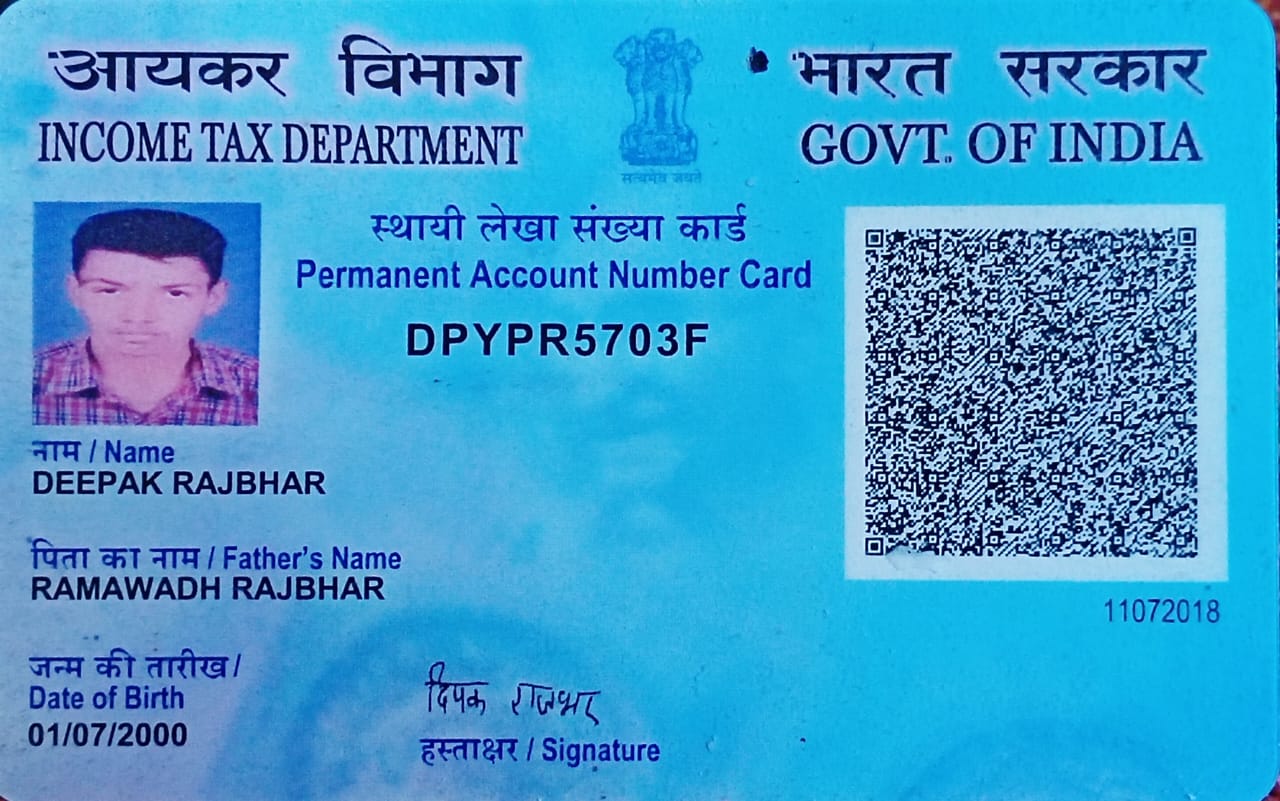 आयकर विभाग
INCOME TAX DEPARTMENT
सत्यमेव जयते
भारत सरकार
GOVT. OF INDIA
स्थायी लेखा संख्या कार्ड
Permanent Account Number Card
DPYPR5703F
नाम / Name
DEEPAK RAJBHAR
पिता का नाम / Father's Name
RAMAWADH RAJBHAR
11072018
जन्म की तारीख /
Date of Birth
01/07/2000
दिपक राजभर
हस्ताक्षर / Signature